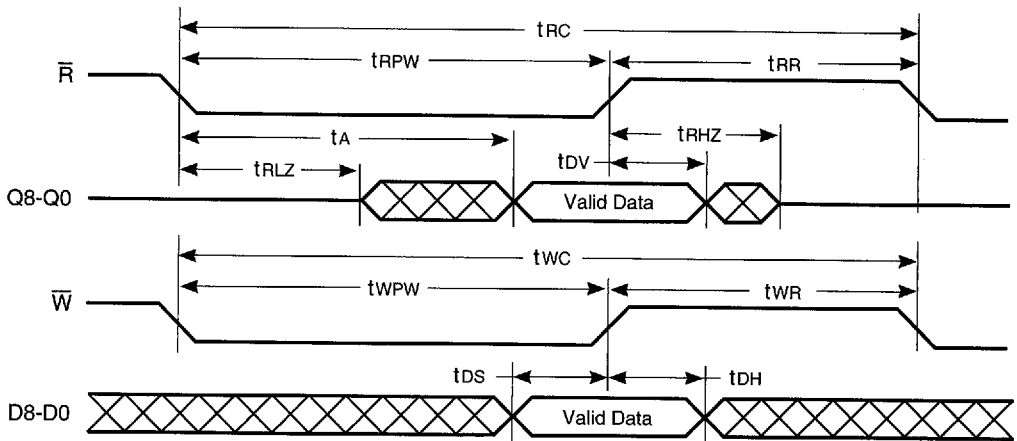 tRC
tRPW tRR
R̅
tA tRHZ
tRLZ tDV
Q8-Q0 Valid Data
tWC
tWPW tWR
W̅
tDS tDH
D8-D0 Valid Data